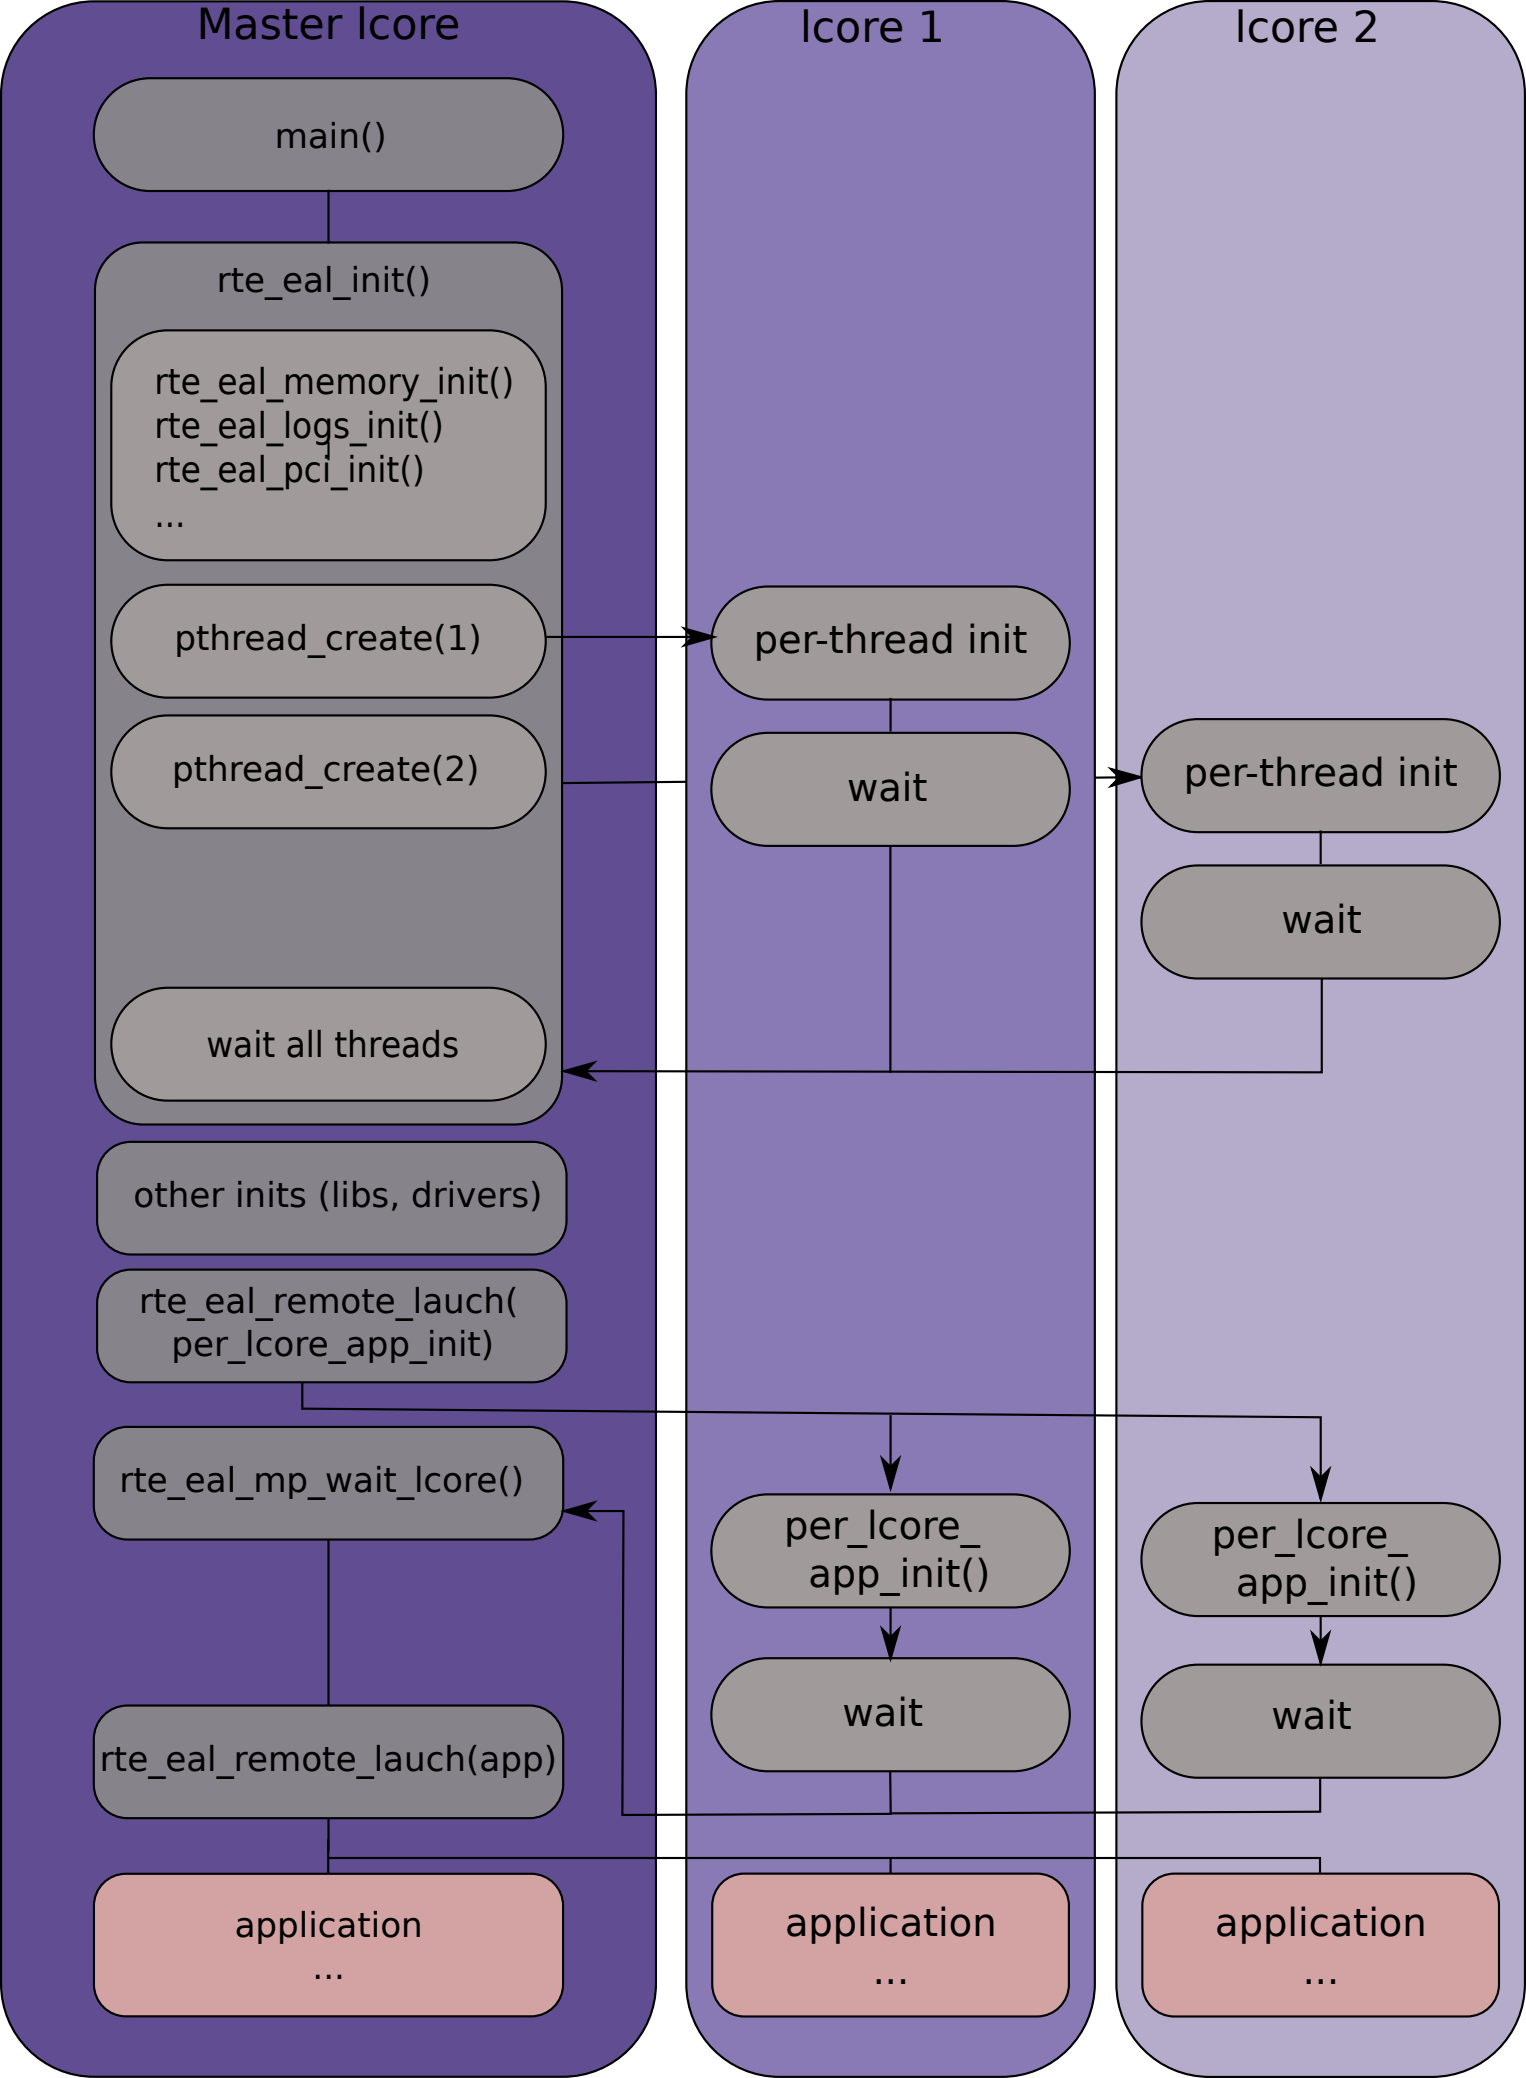 Master lcore
main()
rte_eal_init()
rte_eal_memory_init()
rte_eal_logs_init()
rte_eal_pci_init()
...
pthread_create(1)
pthread_create(2)
wait all threads
other inits (libs, drivers)
rte_eal_remote_lauch(
per_lcore_app_init)
rte_eal_mp_wait_lcore()
rte_eal_remote_lauch(app)
application
...
lcore 1
per-thread init
wait
per_lcore_
app_init()
wait
application
...
lcore 2
per-thread init
wait
per_lcore_
app_init()
wait
application
...